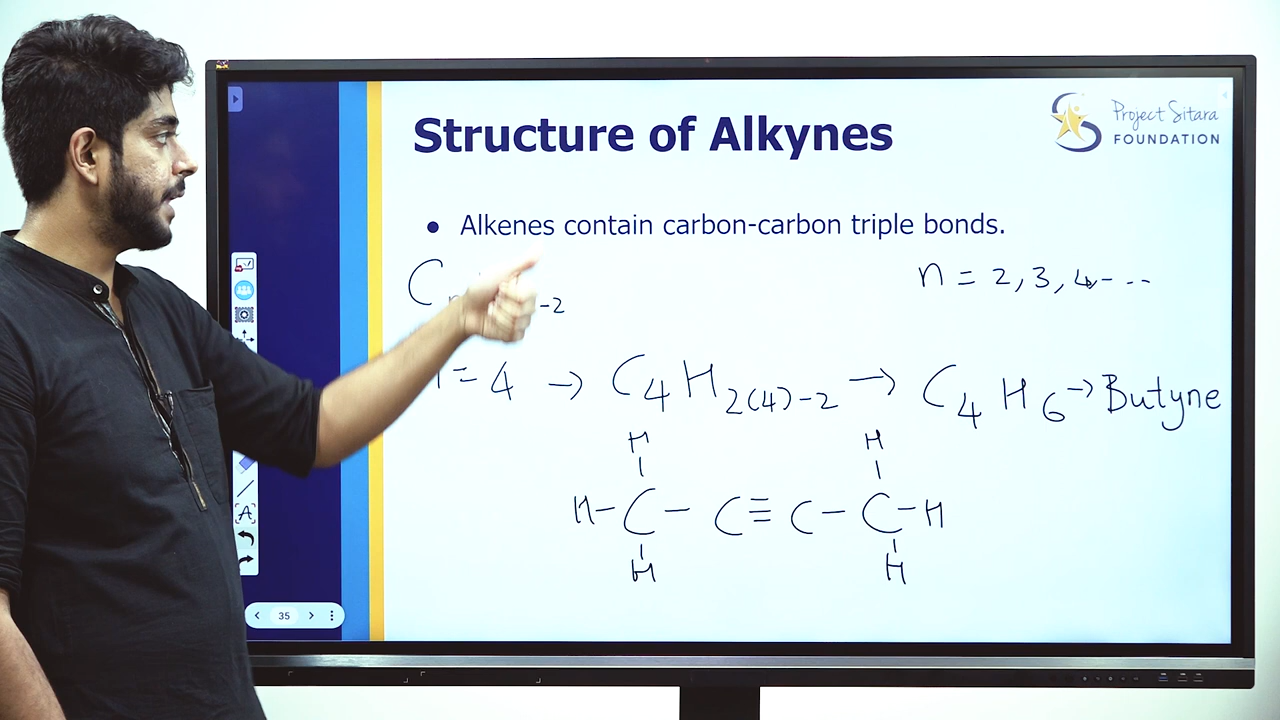 Structure of Alkynes
Project Sitara
FOUNDATION
• Alkenes contain carbon-carbon triple bonds.
C -2
n = 2, 3, 4, - - -
= 4 → C4H2(4)-2 → C4H6 → Butyne
H H
H-C-C≡C-C-H
H H
35